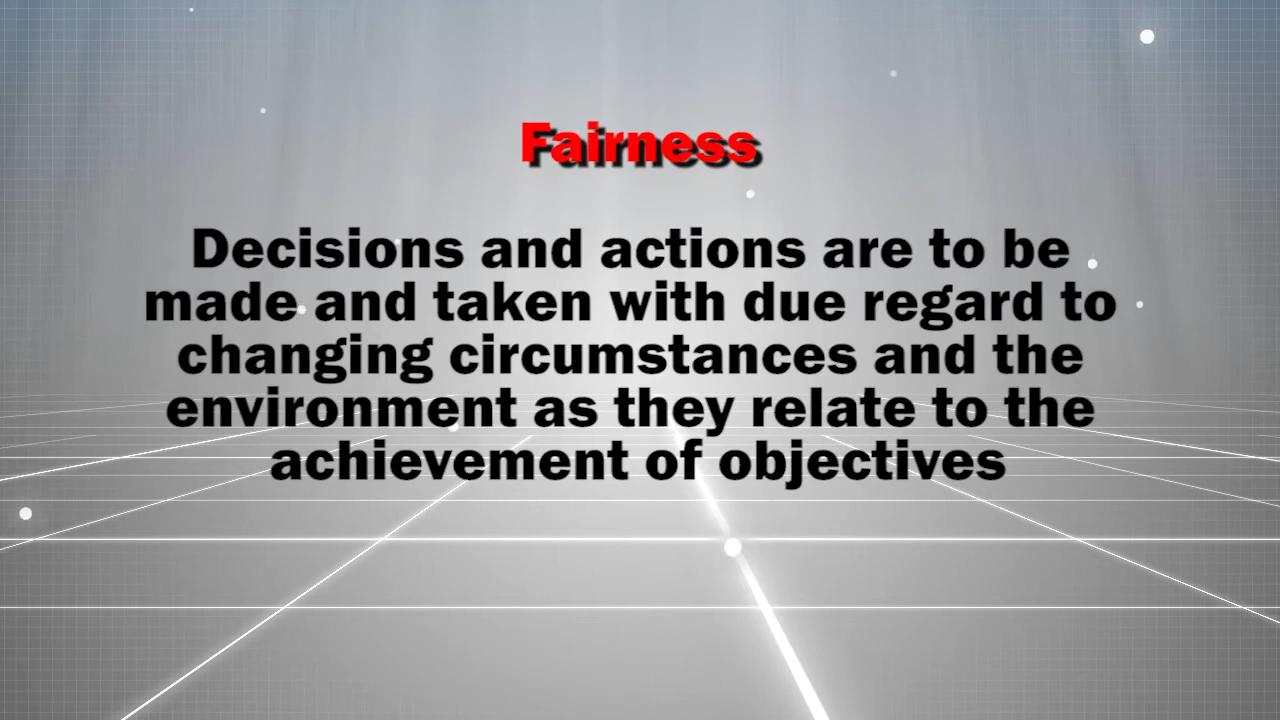 Fairness
Decisions and actions are to be
made and taken with due regard to
changing circumstances and the
environment as they relate to the
achievement of objectives